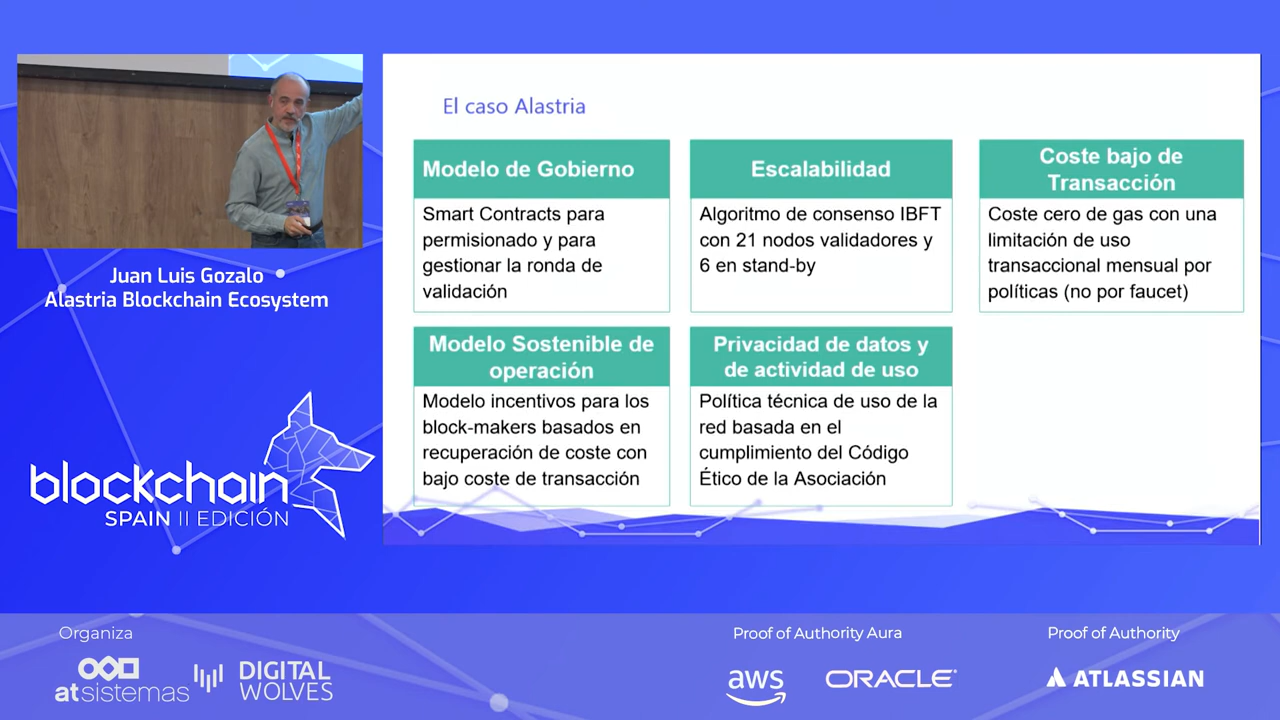 El caso Alastria
Modelo de Gobierno
Smart Contracts para
permisionado y para
gestionar la ronda de
validación
Escalabilidad
Algoritmo de consenso IBFT
con 21 nodos validadores y
6 en stand-by
Coste bajo de
Transacción
Coste cero de gas con una
limitación de uso
transaccional mensual por
políticas (no por faucet)
Modelo Sostenible de
operación
Modelo incentivos para los
block-makers basados en
recuperación de coste con
bajo coste de transacción
Privacidad de datos y
de actividad de uso
Política técnica de uso de la
red basada en el
cumplimiento del Código
Ético de la Asociación
Juan Luis Gozalo
Alastria Blockchain Ecosystem
blockchain
SPAIN II EDICIÓN
Organiza
atsistemas
DIGITAL
WOLVES
Proof of Authority Aura
aws
ORACLE
Proof of Authority
ATLASSIAN